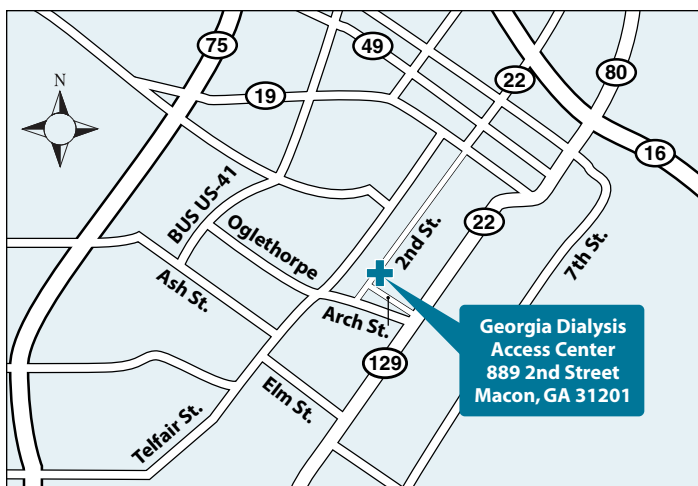 75
49
22
80
N
19
16
BUS US-41
Oglethorpe
2nd St.
22
7th St.
Ash St.
Arch St.
Georgia Dialysis
Access Center
889 2nd Street
Macon, GA 31201
129
Elm St.
Telfair St.